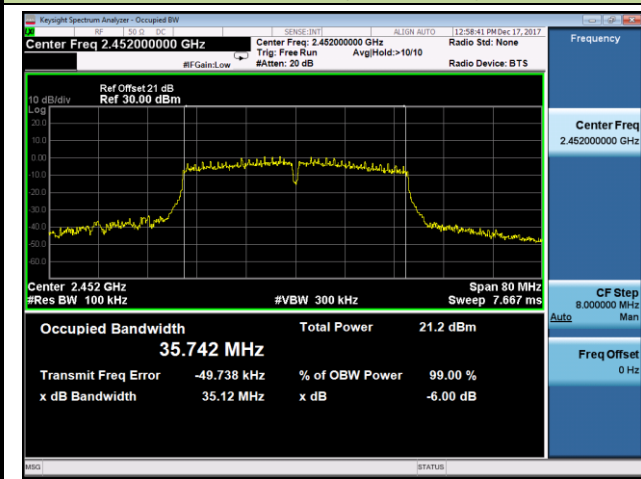 Keysight Spectrum Analyzer - Occupied BW
RF 50 Ω DC SENSE:INT ALIGN AUTO 12:58:41 PM Dec 17, 2017
Center Freq 2.452000000 GHz Center Freq: 2.452000000 GHz Radio Std: None
Trig: Free Run Avg|Hold:>10/10
#IFGain:Low #Atten: 20 dB Radio Device: BTS
Frequency
Ref Offset 21 dB
10 dB/div Ref 30.00 dBm
Log
20.0
10.0
0.00
-10.0
-20.0
-30.0
-40.0
-50.0
-60.0
Center Freq
2.452000000 GHz
Center 2.452 GHz Span 80 MHz
#Res BW 100 kHz #VBW 300 kHz Sweep 7.667 ms
CF Step
8.000000 MHz
Auto Man
Occupied Bandwidth Total Power 21.2 dBm
35.742 MHz
Transmit Freq Error -49.738 kHz % of OBW Power 99.00 %
x dB Bandwidth 35.12 MHz x dB -6.00 dB
Freq Offset
0 Hz
MSG STATUS